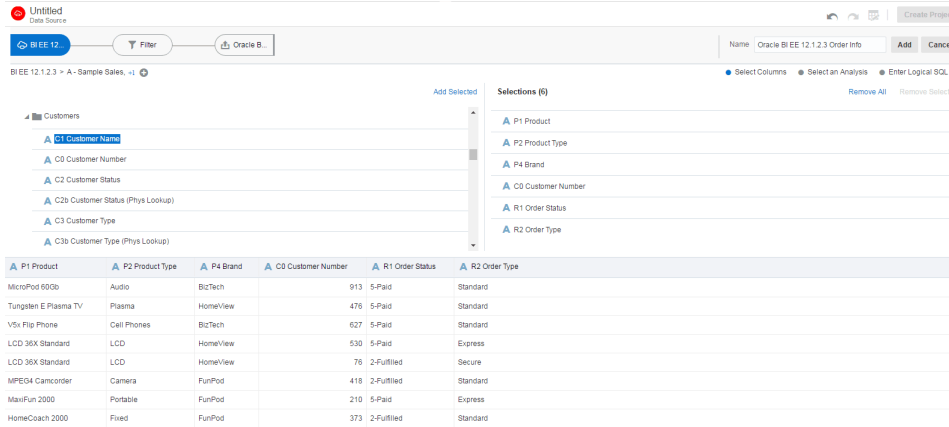 Untitled
Data Source
Create Proje
BI EE 12...
Filter
Oracle B...
Name Oracle BI EE 12.1.2.3 Order Info Add Cance
BI EE 12.1.2.3 > A - Sample Sales, +1
Select Columns Select an Analysis Enter Logical SQL
Add Selected
Customers
C1 Customer Name
C0 Customer Number
C2 Customer Status
C2b Customer Status (Phys Lookup)
C3 Customer Type
C3b Customer Type (Phys Lookup)
Selections (6) Remove All Remove Select
P1 Product
P2 Product Type
P4 Brand
C0 Customer Number
R1 Order Status
R2 Order Type
P1 Product P2 Product Type P4 Brand C0 Customer Number R1 Order Status R2 Order Type
MicroPod 60Gb Audio BizTech 913 5-Paid Standard
Tungsten E Plasma TV Plasma HomeView 476 5-Paid Standard
V5x Flip Phone Cell Phones BizTech 627 5-Paid Standard
LCD 36X Standard LCD HomeView 530 5-Paid Express
LCD 36X Standard LCD HomeView 76 2-Fulfilled Secure
MPEG4 Camcorder Camera FunPod 418 2-Fulfilled Standard
MaxiFun 2000 Portable FunPod 210 5-Paid Express
HomeCoach 2000 Fixed FunPod 373 2-Fulfilled Standard